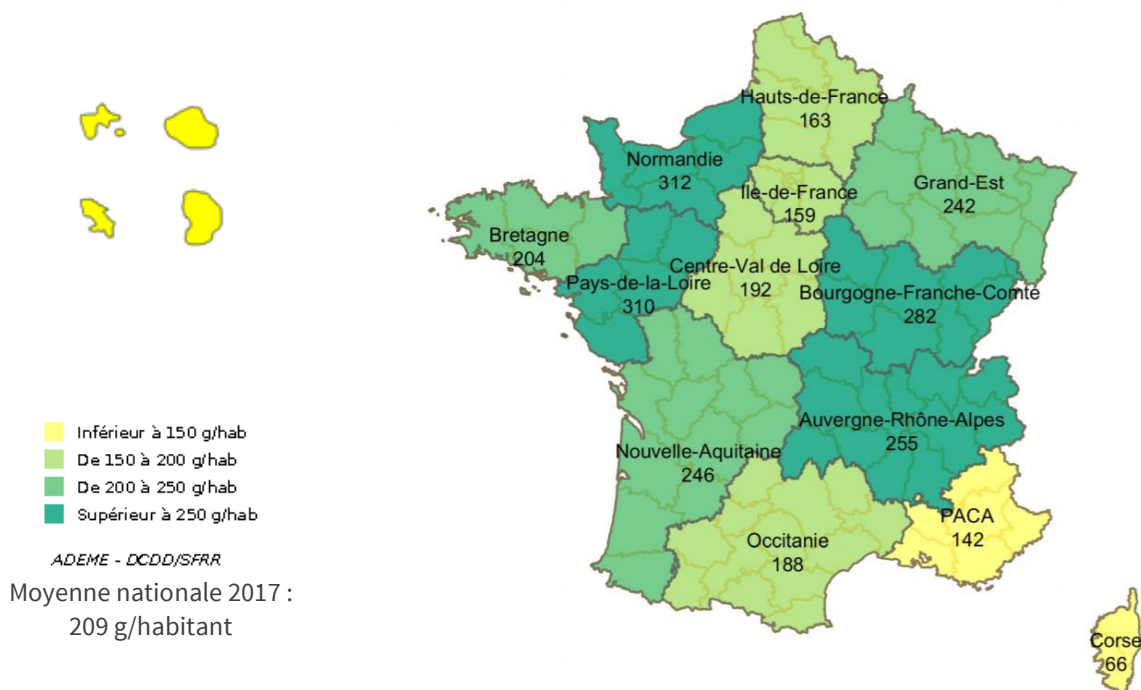 Hauts-de-France
163
Normandie
312
Ile-de-France
159
Grand-Est
242
Bretagne
204
Pays-de-la-Loire
310
Centre-Val de Loire
192
Bourgogne-Franche-Comté
282
Auvergne-Rhône-Alpes
255
Nouvelle-Aquitaine
246
Occitanie
188
PACA
142
Corse
66
Inférieur à 150 g/hab
De 150 à 200 g/hab
De 200 à 250 g/hab
Supérieur à 250 g/hab
ADEME - DCDD/SFRR
Moyenne nationale 2017 :
209 g/habitant